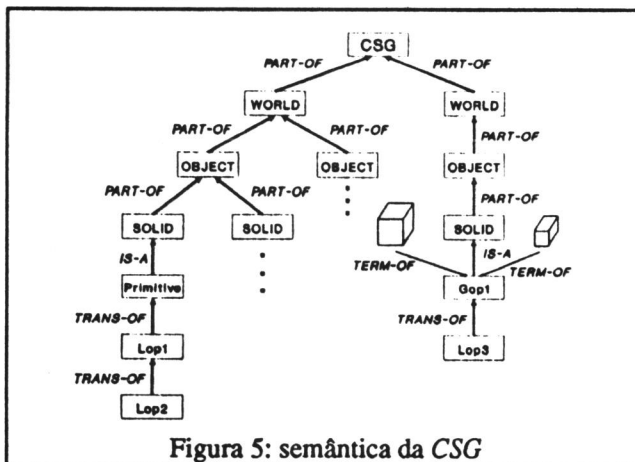 CSG
PART-OF PART-OF
WORLD WORLD
PART-OF PART-OF PART-OF
OBJECT OBJECT OBJECT
PART-OF PART-OF PART-OF
SOLID SOLID SOLID
IS-A TERM-OF IS-A TERM-OF
Primitive Gop1
TRANS-OF TRANS-OF
Lop1 Lop3
TRANS-OF
Lop2
Figura 5: semântica da CSG